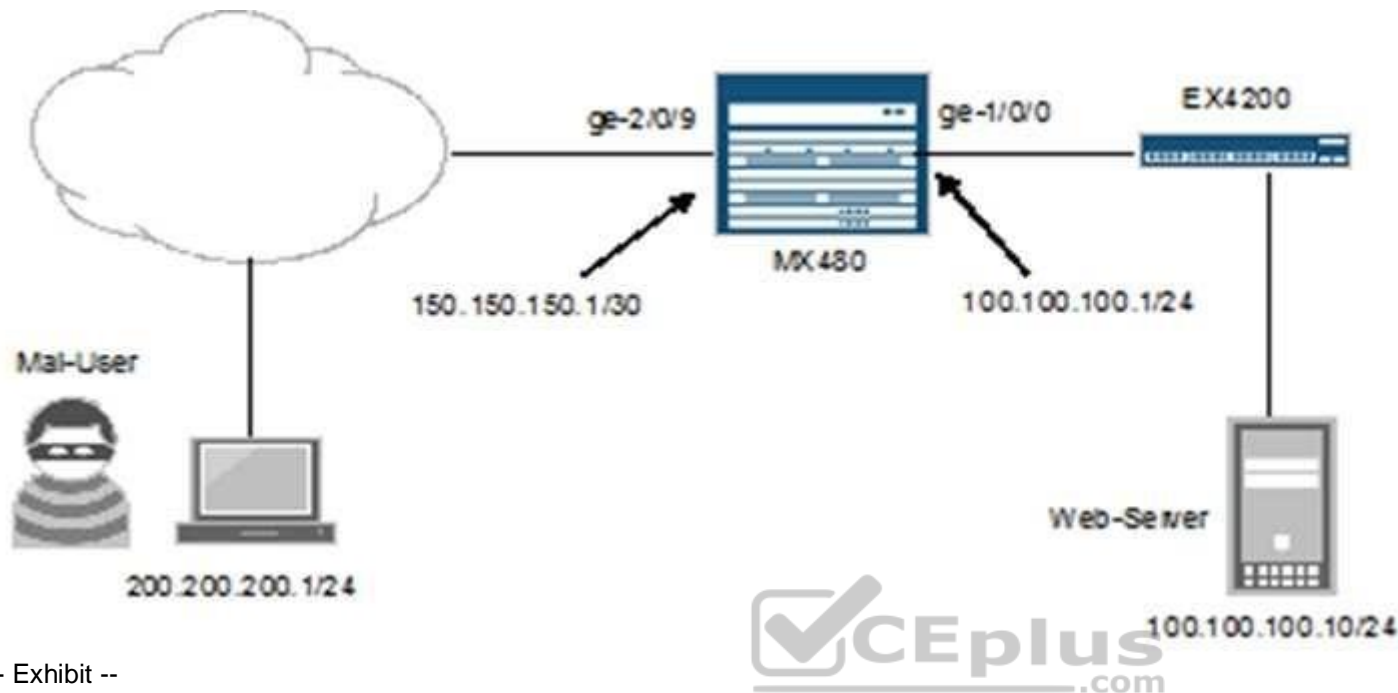 ge-2/0/9
ge-1/0/0
EX4200
MX480
150.150.150.1/30
100.100.100.1/24
Mal-User
200.200.200.1/24
Web-Server
100.100.100.10/24
CEplus
.com
- Exhibit --